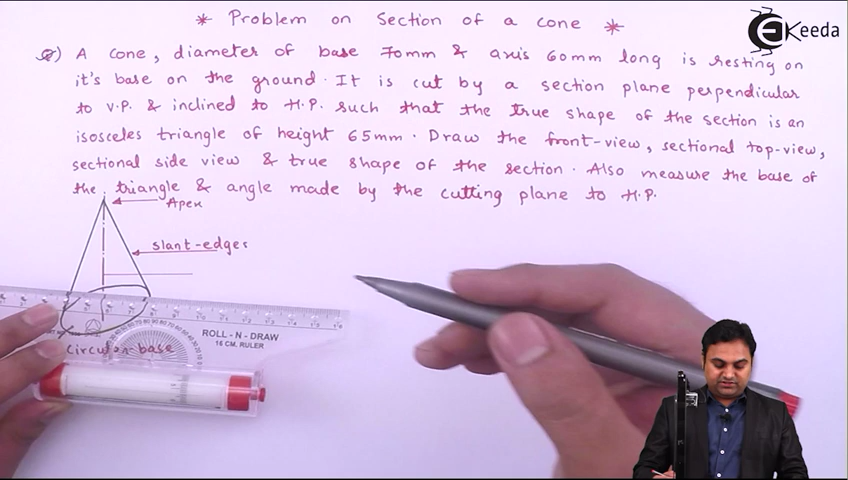 * Problem on Section of a cone *
Keeda
Q) A cone, diameter of base 70mm & axis 60mm long is resting on
it's base on the ground. It is cut by a section plane perpendicular
to V.P. & inclined to H.P. such that the true shape of the section is an
isosceles triangle of height 65mm. Draw the front-view, sectional top-view,
sectional side view & true shape of the section. Also measure the base of
the triangle & angle made by the cutting plane to H.P.
Apex
slant-edges
ROLL-N-DRAW
16 CM. RULER
circular base